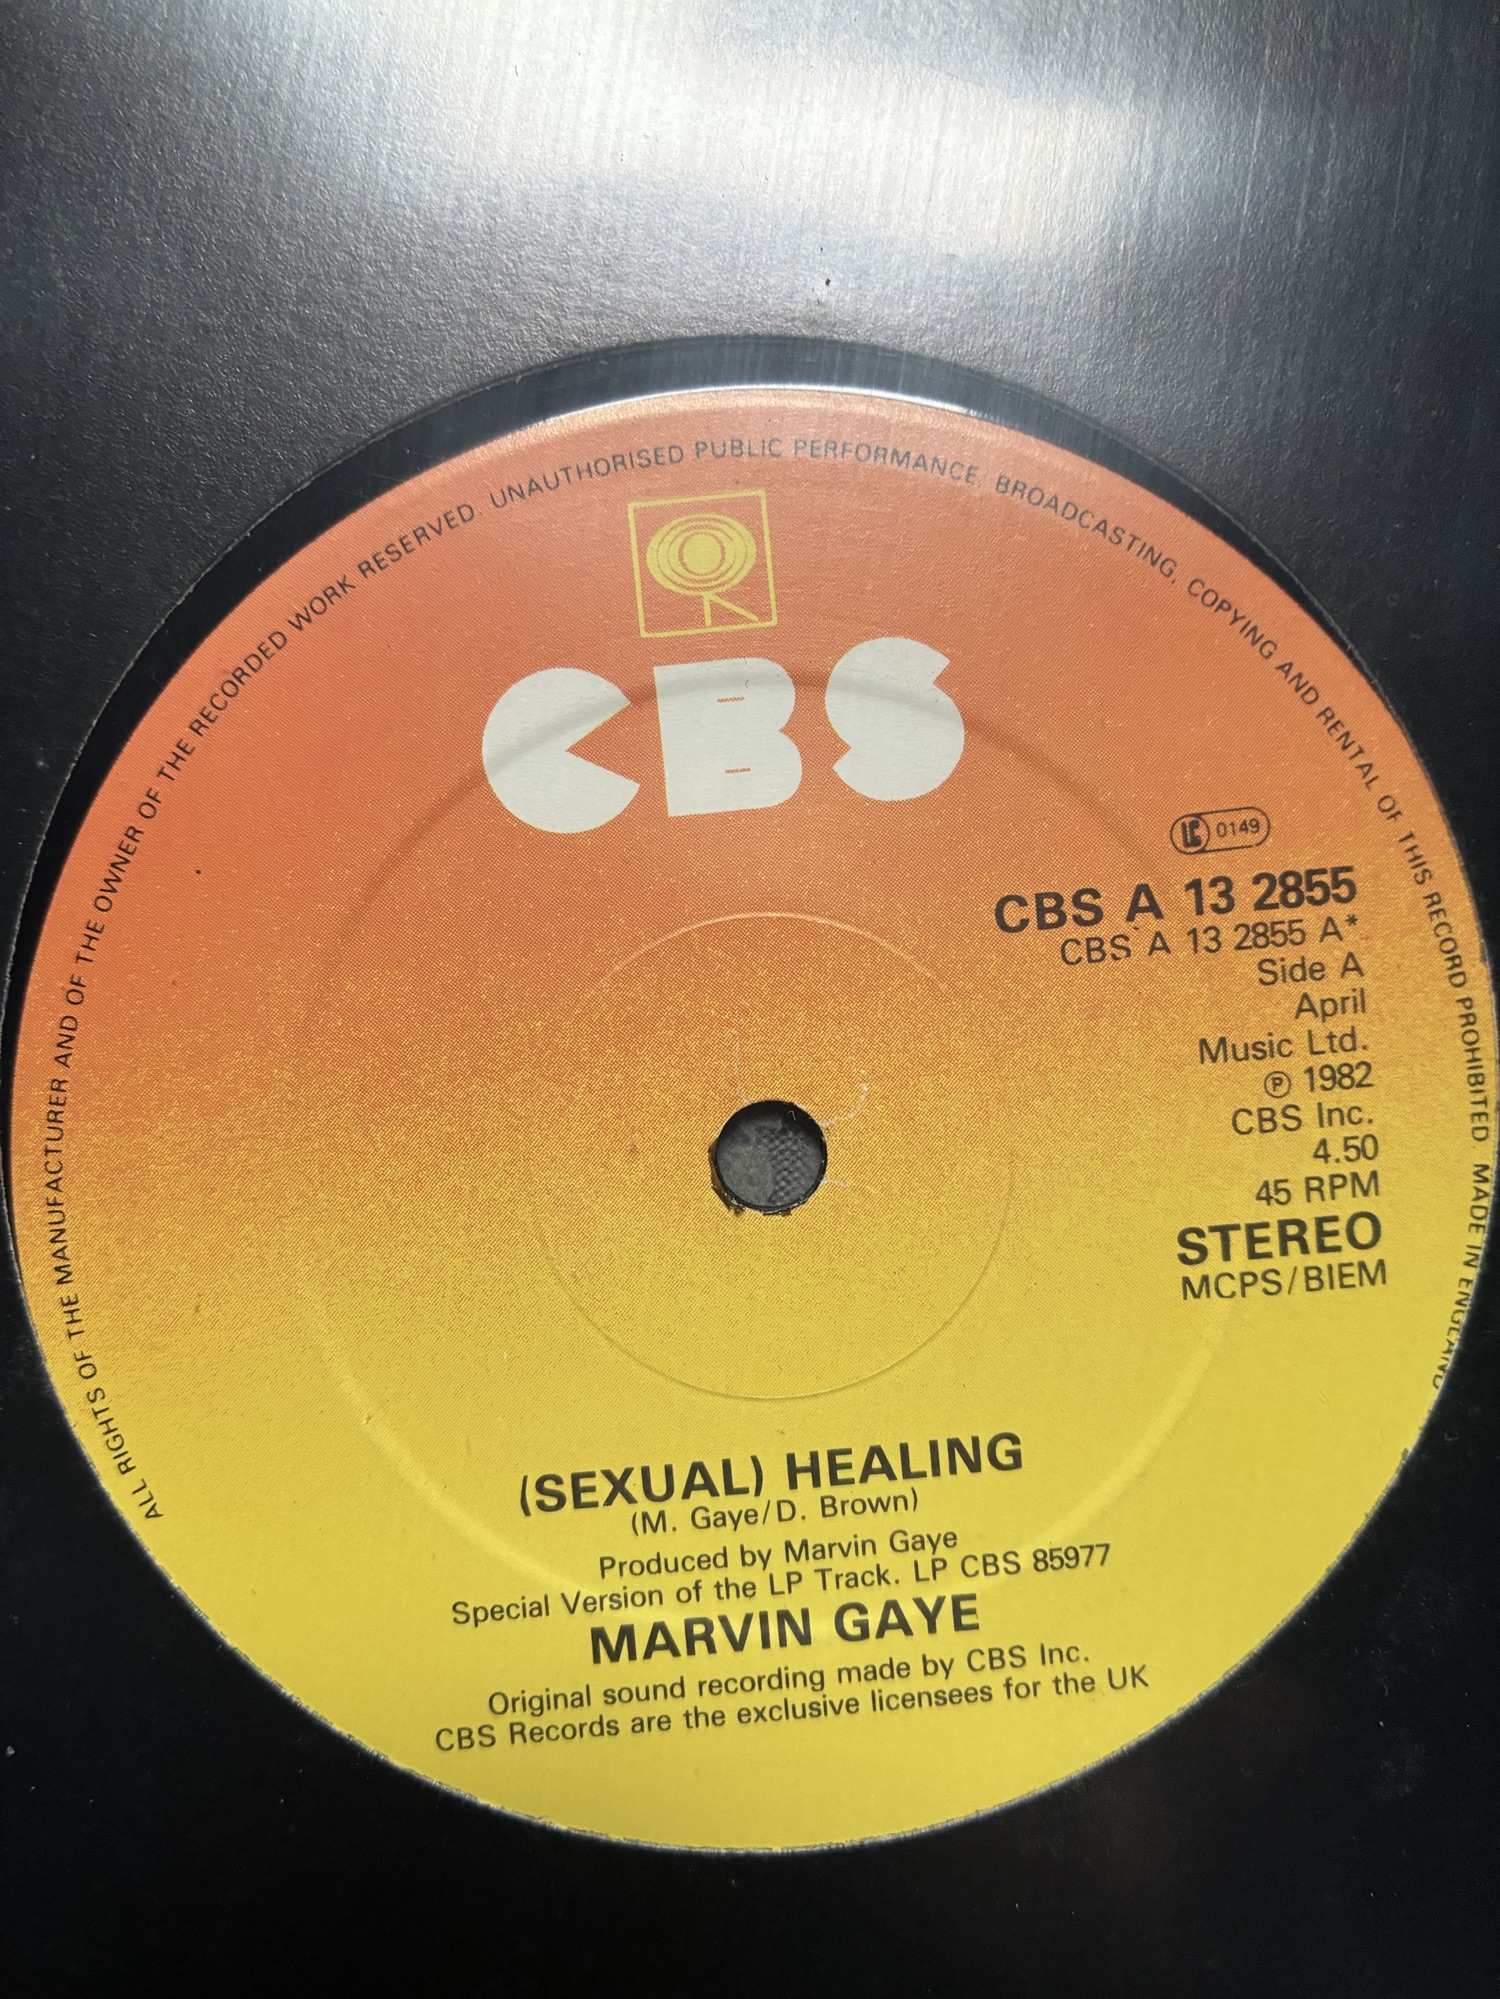 ALL RIGHTS OF THE MANUFACTURER AND OF THE OWNER OF THE RECORDED WORK RESERVED. UNAUTHORISED PUBLIC PERFORMANCE, BROADCASTING, COPYING AND RENTAL OF THIS RECORD PROHIBITED. MADE IN ENGLAND
CBS
LC 0149
CBS A 13 2855
CBS A 13 2855 A*
Side A
April
Music Ltd.
℗ 1982
CBS Inc.
4.50
45 RPM
STEREO
MCPS/BIEM
(SEXUAL) HEALING
(M. Gaye/D. Brown)
Produced by Marvin Gaye
Special Version of the LP Track. LP CBS 85977
MARVIN GAYE
Original sound recording made by CBS Inc.
CBS Records are the exclusive licensees for the UK